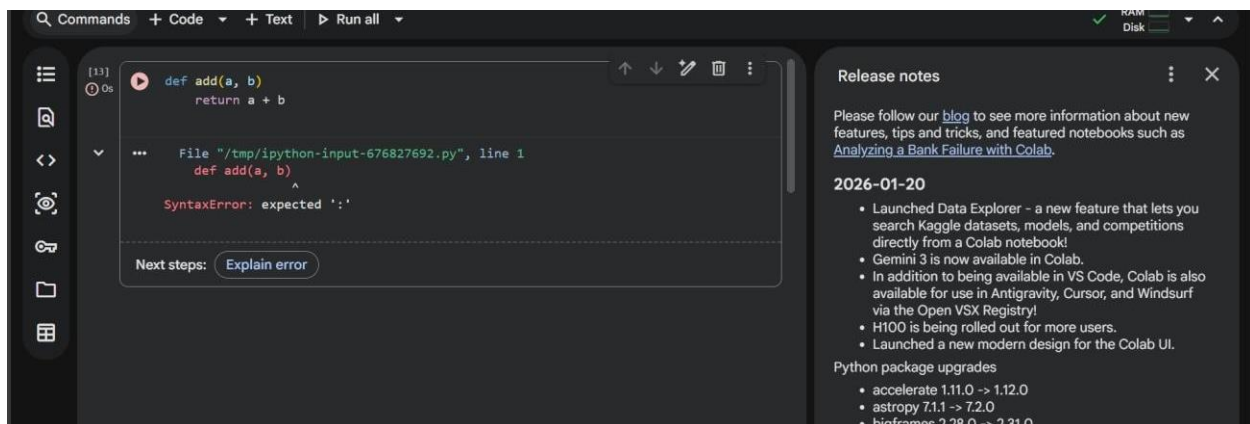 Commands + Code + Text Run all
RAM
Disk
[13]
0s
def add(a, b)
return a + b
File "/tmp/ipython-input-676827692.py", line 1
def add(a, b)
^
SyntaxError: expected ':'
Next steps: Explain error
Release notes
Please follow our blog to see more information about new
features, tips and tricks, and featured notebooks such as
Analyzing a Bank Failure with Colab.
2026-01-20
• Launched Data Explorer - a new feature that lets you
search Kaggle datasets, models, and competitions
directly from a Colab notebook!
• Gemini 3 is now available in Colab.
• In addition to being available in VS Code, Colab is also
available for use in Antigravity, Cursor, and Windsurf
via the Open VSX Registry!
• H100 is being rolled out for more users.
• Launched a new modern design for the Colab UI.
Python package upgrades
• accelerate 1.11.0 -> 1.12.0
• astropy 7.1.1 -> 7.2.0
• bigframes 2.28.0 -> 2.31.0